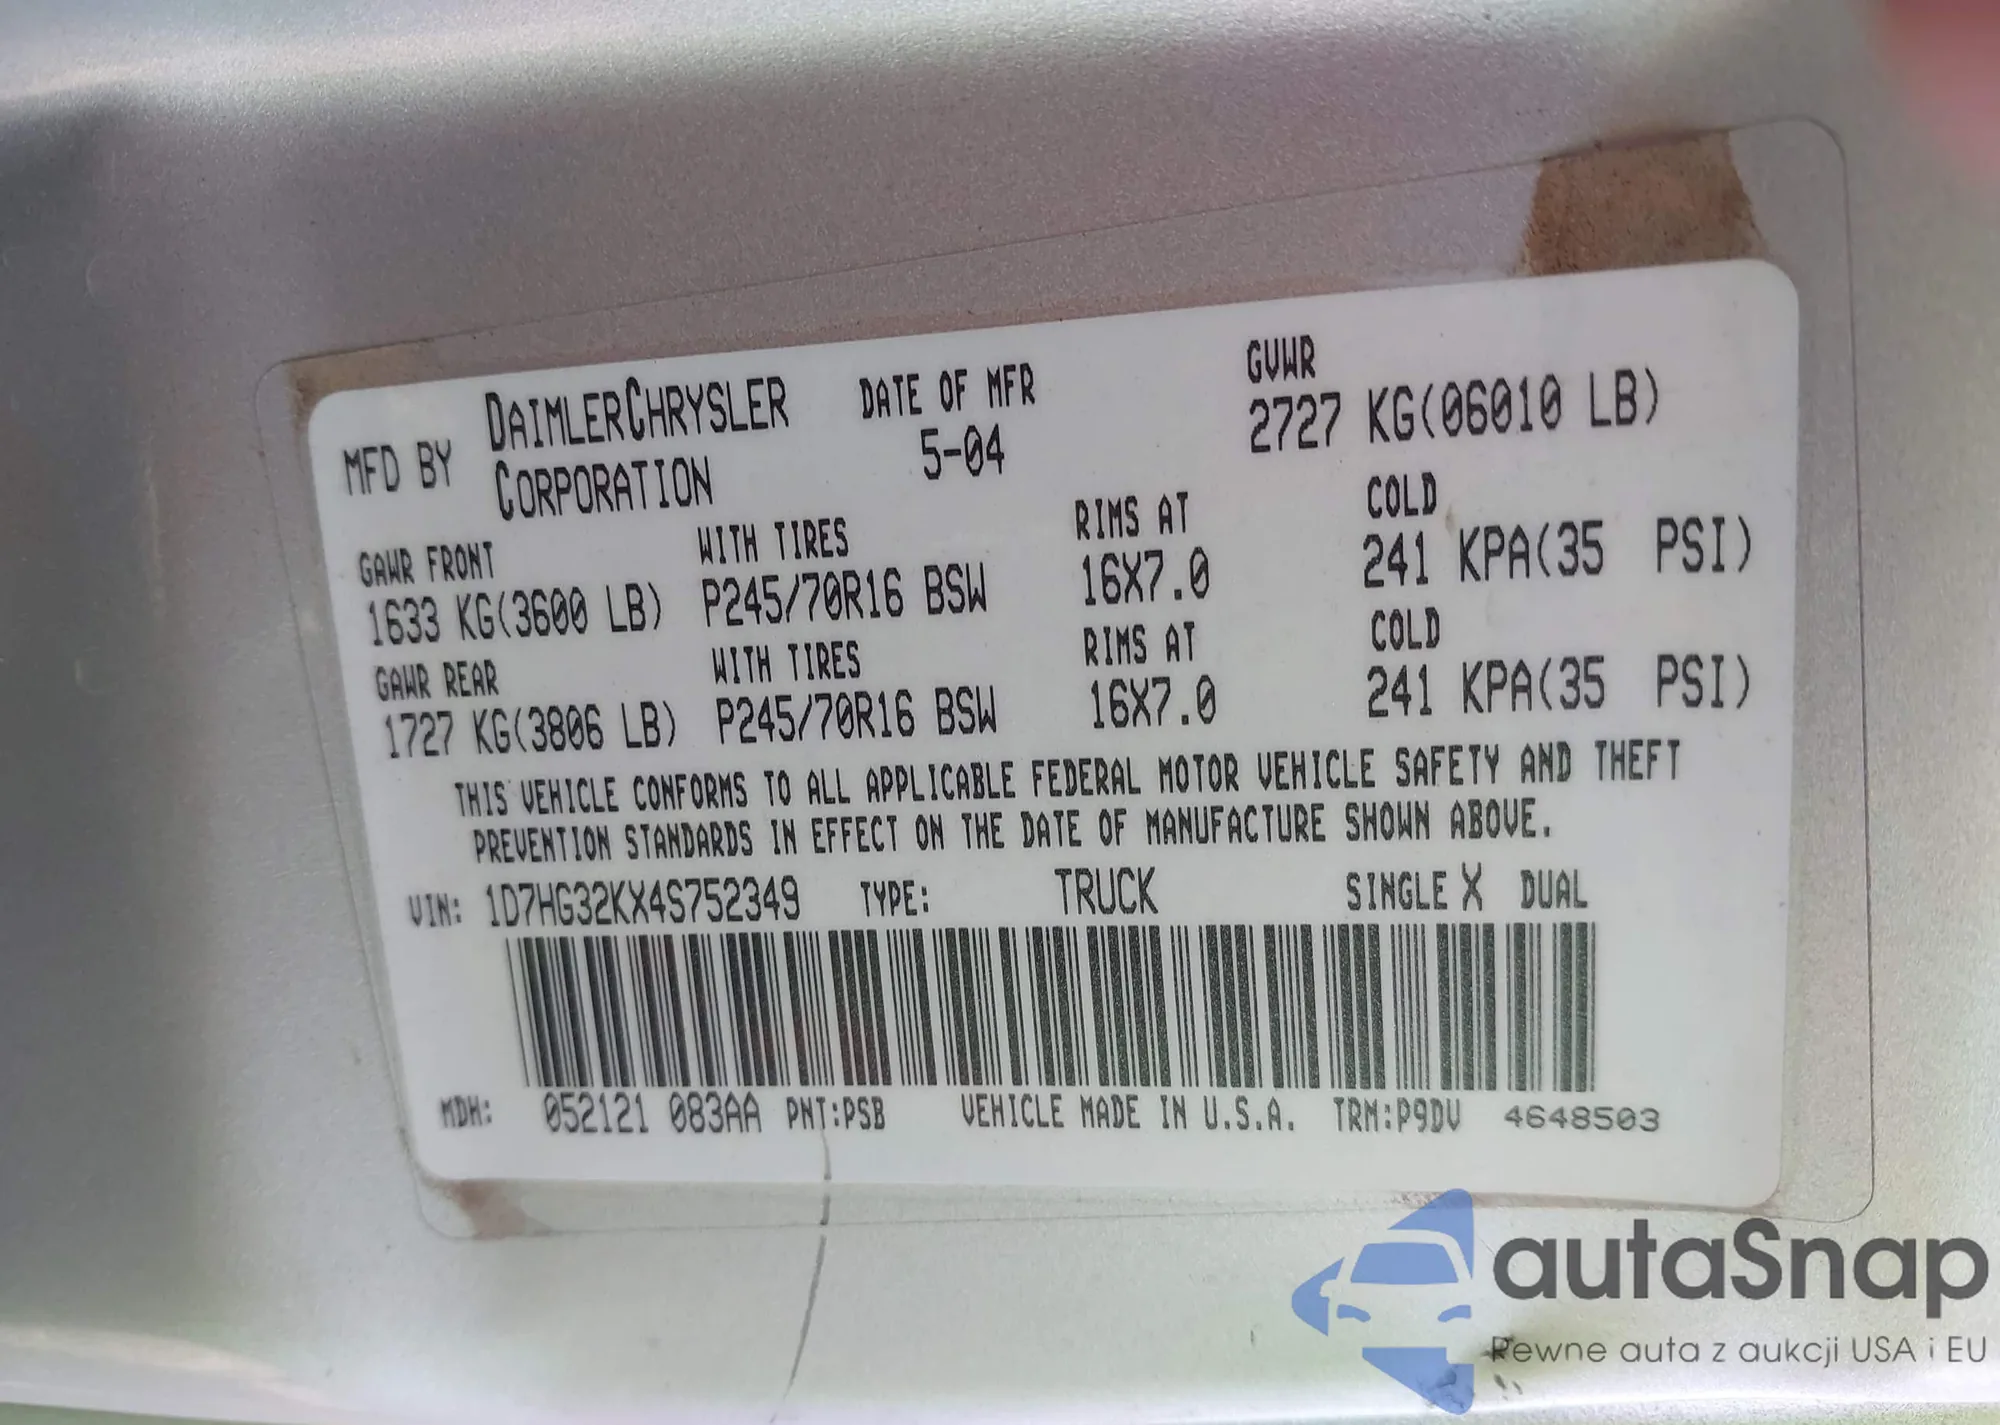 MFD BY DAIMLERCHRYSLER CORPORATION
DATE OF MFR
5-04
GVWR
2727 KG(06010 LB)
GAWR FRONT WITH TIRES RIMS AT COLD
1633 KG(3600 LB) P245/70R16 BSW 16X7.0 241 KPA(35 PSI)
GAWR REAR WITH TIRES RIMS AT COLD
1727 KG(3806 LB) P245/70R16 BSW 16X7.0 241 KPA(35 PSI)
THIS VEHICLE CONFORMS TO ALL APPLICABLE FEDERAL MOTOR VEHICLE SAFETY AND THEFT
PREVENTION STANDARDS IN EFFECT ON THE DATE OF MANUFACTURE SHOWN ABOVE.
VIN: 1D7HG32KX4S752349 TYPE: TRUCK SINGLE X DUAL
MDH: 052121 083AA PNT:PSB VEHICLE MADE IN U.S.A. TRM:P9DV 4648503
autaSnap
Pewne auta z aukcji USA i EU